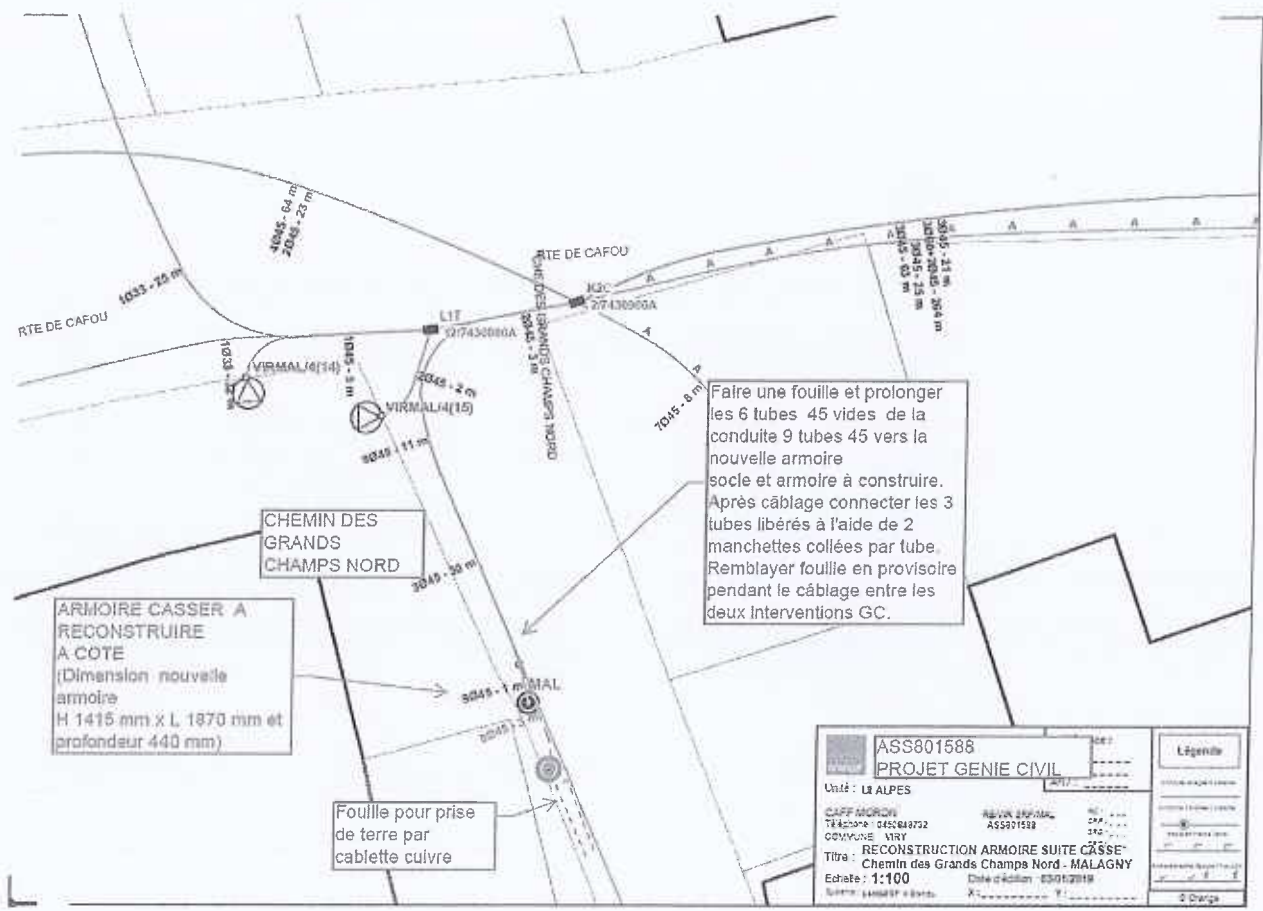 4Ø45 - 64 m
2Ø45 - 23 m
RTE DE CAFOU
1Ø33 - 25 m
RTE DE CAFOU
K2C
2/7430900A
L1T
CHE DES GRANDS CHAMPS NORD
3Ø45 - 63 m
3Ø45 - 25 m
3Ø45 - 21 m
VIRMAL/4(14)
VIRMAL/4(15)
2Ø45 - 2 m
7Ø45 - 8 m
9Ø45 - 11 m
3Ø45 - 30 m
Faire une fouille et prolonger
les 6 tubes 45 vides de la
conduite 9 tubes 45 vers la
nouvelle armoire
socle et armoire à construire.
Après câblage connecter les 3
tubes libérés à l'aide de 2
manchettes collées par tube.
Remblayer fouille en provisoire
pendant le câblage entre les
deux interventions GC.
CHEMIN DES
GRANDS
CHAMPS NORD
ARMOIRE CASSER A
RECONSTRUIRE
A COTE
(Dimension nouvelle
armoire
H 1415 mm x L 1870 mm et
profondeur 440 mm)
9Ø45 - 1 m
MAL
Fouille pour prise
de terre par
cablette cuivre
ASS801588
PROJET GENIE CIVIL
Unité : UI ALPES
CAFF MORON
ASS801588
COMMUNE : VIRY
Titre : RECONSTRUCTION ARMOIRE SUITE CASSE
Chemin des Grands Champs Nord - MALAGNY
Echelle : 1:100
Date d'édition : 03/01/2019
X : Y :
Légende
© Orange